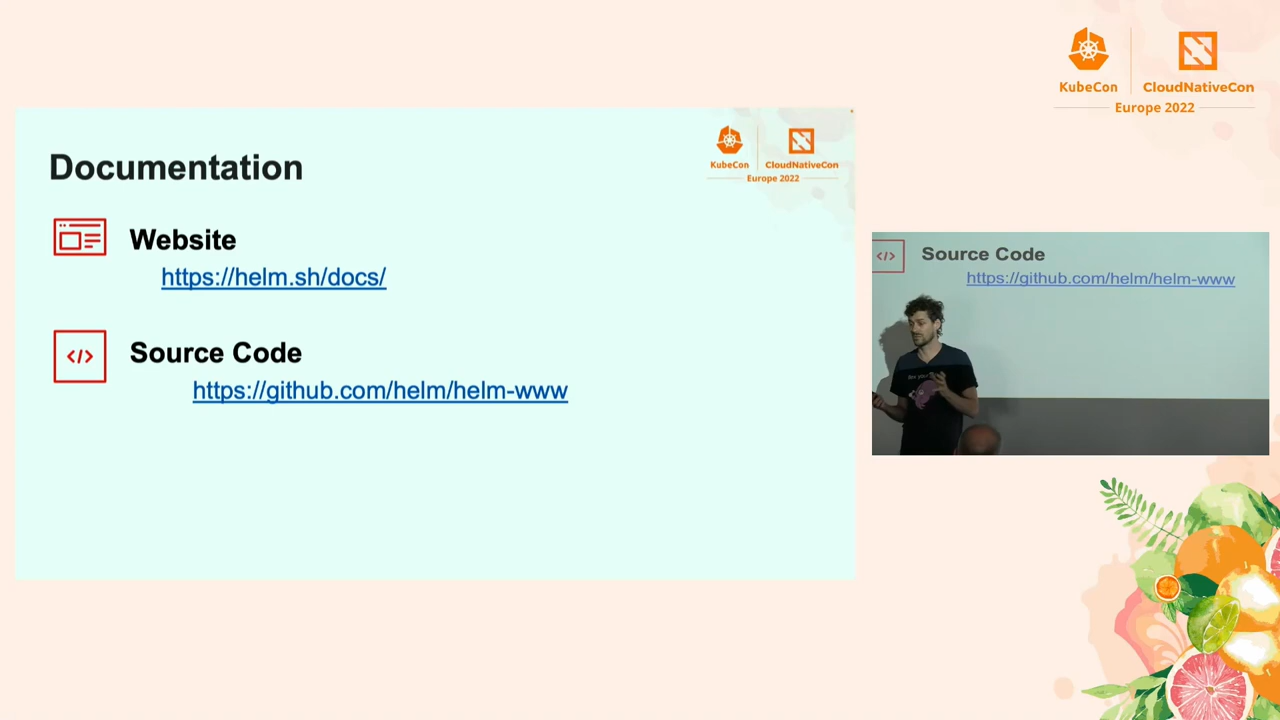 KubeCon
CloudNativeCon
Europe 2022
Documentation
KubeCon
CloudNativeCon
Europe 2022
Website
https://helm.sh/docs/
</> Source Code
https://github.com/helm/helm-www
</> Source Code
https://github.com/helm/helm-www